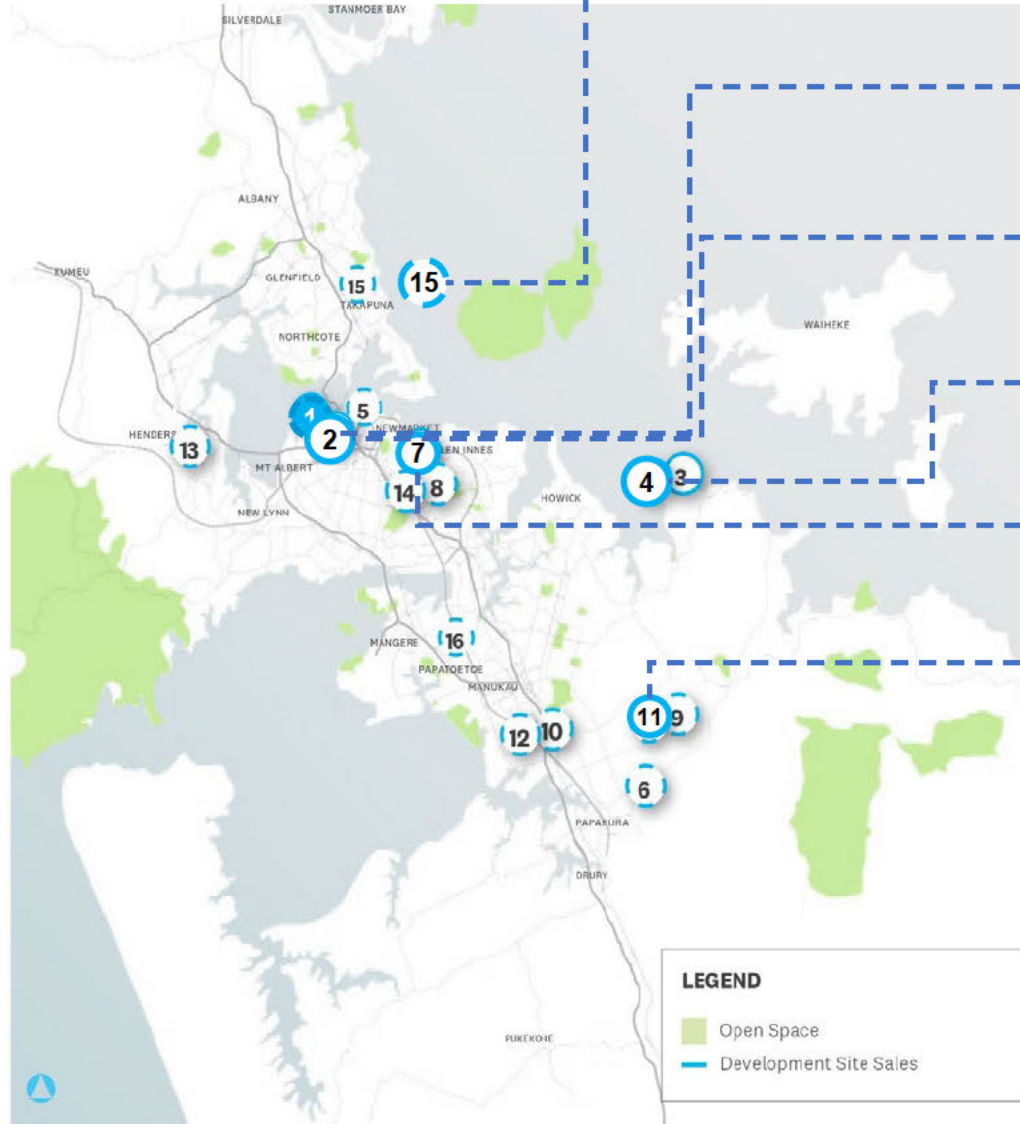 STANMOER BAY
SILVERDALE
ALBANY
KUMEU
GLENFIELD
15
15
TAKAPUNA
WAIHEKE
NORTHCOTE
1
5
2
NEWMARKET
HENDERS
13
7
LEN INNES
MT ALBERT
4
3
14
8
HOWICK
NEW LYNN
16
MANGERE
PAPATOETOE
MANUKAU
11
9
12
10
6
PAPAKURA
DRURY
LEGEND
Open Space
Development Site Sales
PUKEKOHE